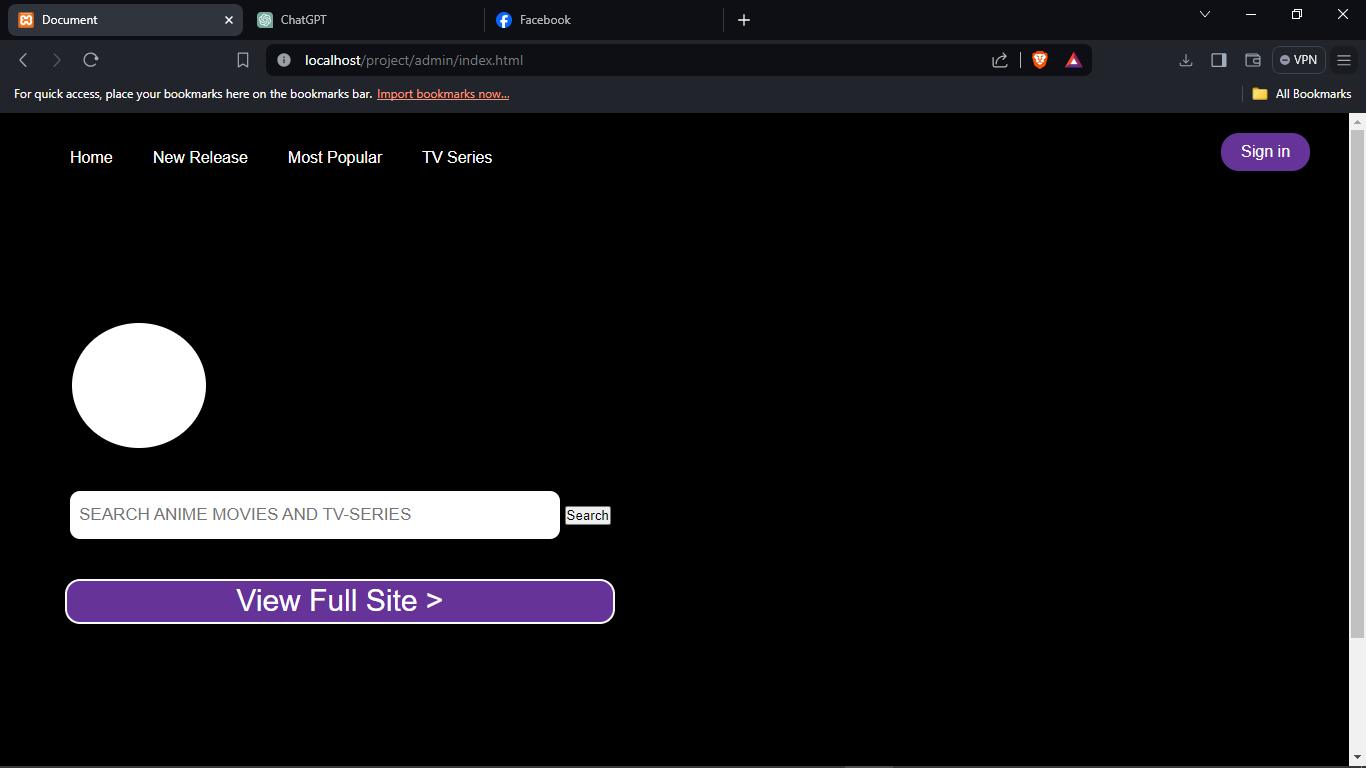 Document
ChatGPT
Facebook
localhost/project/admin/index.html
VPN
For quick access, place your bookmarks here on the bookmarks bar. Import bookmarks now...
All Bookmarks
Home New Release Most Popular TV Series
Sign in
SEARCH ANIME MOVIES AND TV-SERIES
Search
View Full Site >